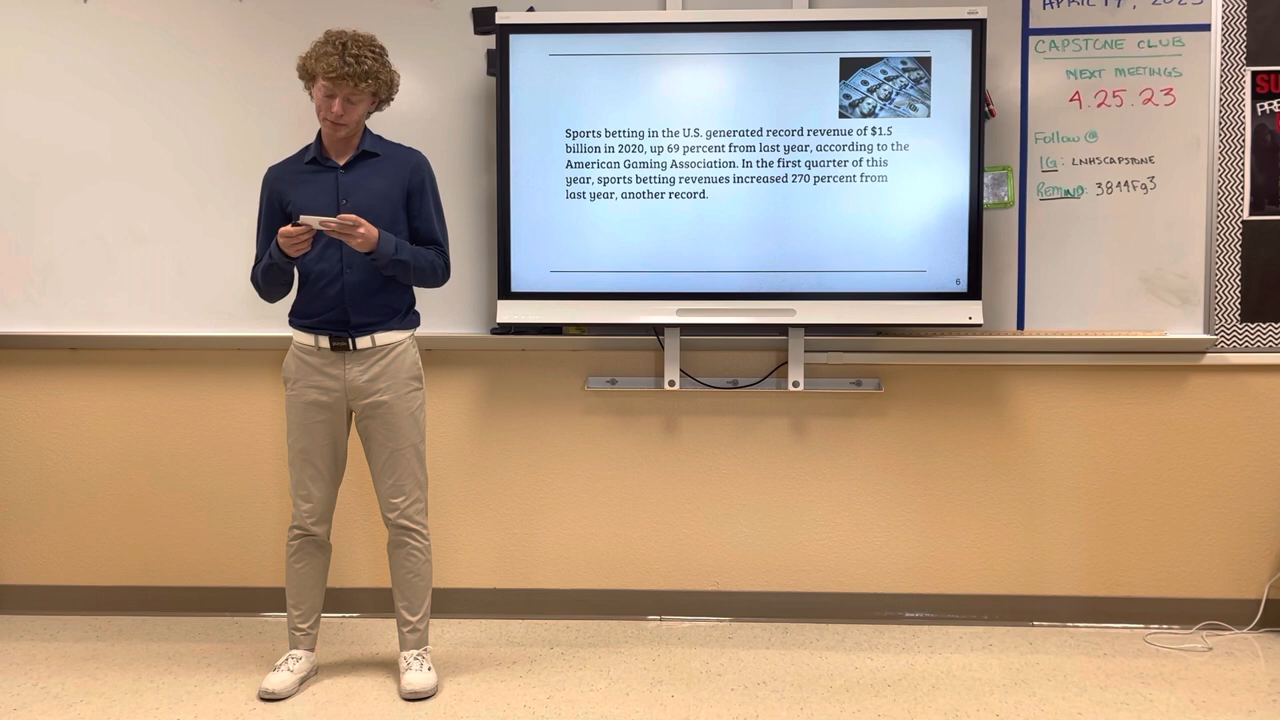 Sports betting in the U.S. generated record revenue of $1.5
billion in 2020, up 69 percent from last year, according to the
American Gaming Association. In the first quarter of this
year, sports betting revenues increased 270 percent from
last year, another record.
6
APRIL 17, 2023
CAPSTONE CLUB
NEXT MEETINGS
4.25.23
Follow @
IG: LNHSCAPSTONE
REMIND: 3844Fg3
SU
PRE